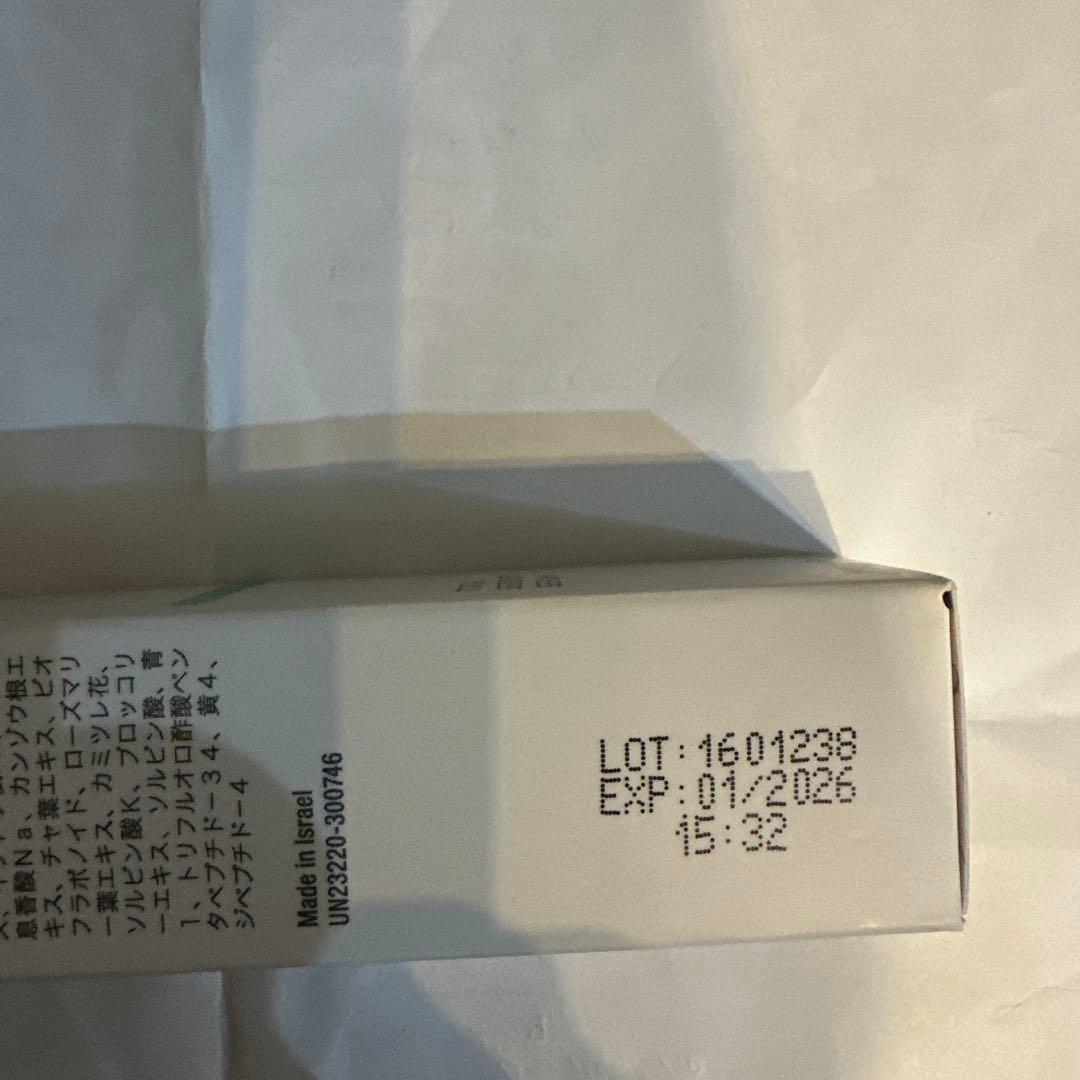 息香酸Ｎａ、カンゾウ根エ
キス、チャ葉エキス、ビオ
フラボノイド、ローズマリ
ー葉エキス、カミツレ花、
ソルビン酸Ｋ、ブロッコリ
ーエキス、ソルビン酸、青
１、トリフルオロ酢酸ペン
タペプチド－３４、黄４、
ジペプチド－４
Made in Israel
UN23220-300746
LOT:1601238
EXP:01/2026
15:32